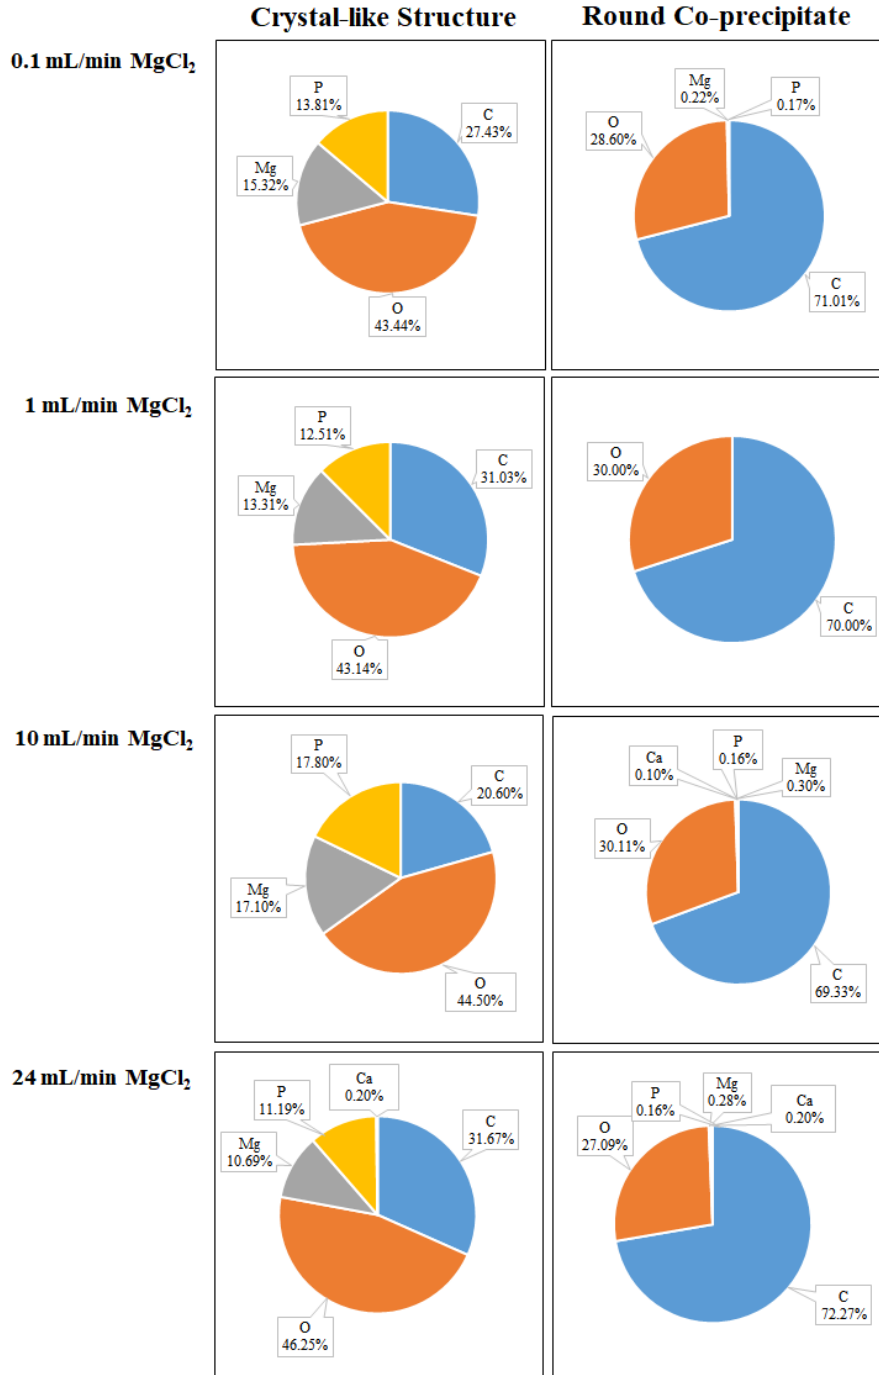 Crystal-like Structure
Round Co-precipitate
0.1 mL/min MgCl₂
P
13.81%
C
27.43%
Mg
15.32%
O
43.44%
Mg
0.22%
P
0.17%
O
28.60%
C
71.01%
1 mL/min MgCl₂
P
12.51%
C
31.03%
Mg
13.31%
O
43.14%
O
30.00%
C
70.00%
10 mL/min MgCl₂
P
17.80%
C
20.60%
Mg
17.10%
O
44.50%
Ca
0.10%
P
0.16%
Mg
0.30%
O
30.11%
C
69.33%
24 mL/min MgCl₂
P
11.19%
Ca
0.20%
C
31.67%
Mg
10.69%
O
46.25%
O
27.09%
P
0.16%
Mg
0.28%
Ca
0.20%
C
72.27%